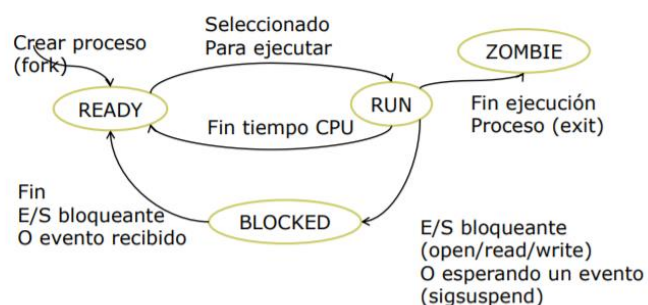 Crear proceso
(fork)
Seleccionado
Para ejecutar
ZOMBIE
READY
RUN
Fin tiempo CPU
Fin ejecución
Proceso (exit)
Fin
E/S bloqueante
O evento recibido
BLOCKED
E/S bloqueante
(open/read/write)
O esperando un evento
(sigsuspend)